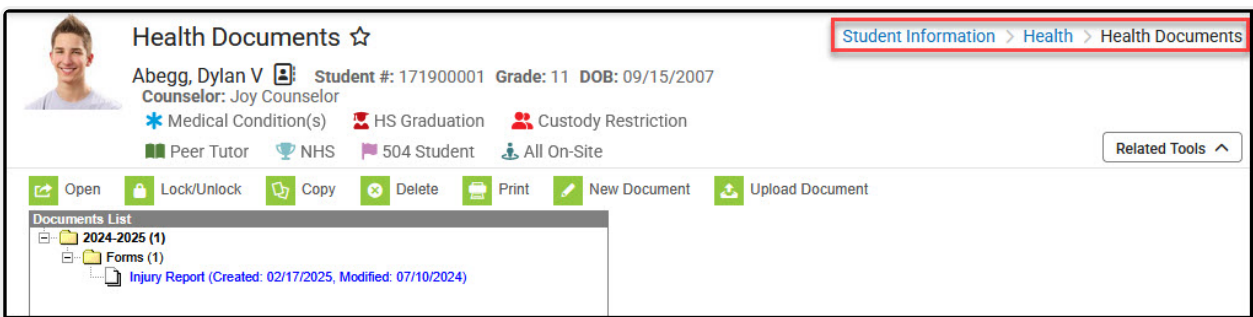 Health Documents
Student Information > Health > Health Documents
Abegg, Dylan V Student #: 171900001 Grade: 11 DOB: 09/15/2007
Counselor: Joy Counselor
Medical Condition(s) HS Graduation Custody Restriction
Peer Tutor NHS 504 Student All On-Site
Related Tools
Open Lock/Unlock Copy Delete Print New Document Upload Document
Documents List
2024-2025 (1)
Forms (1)
Injury Report (Created: 02/17/2025, Modified: 07/10/2024)